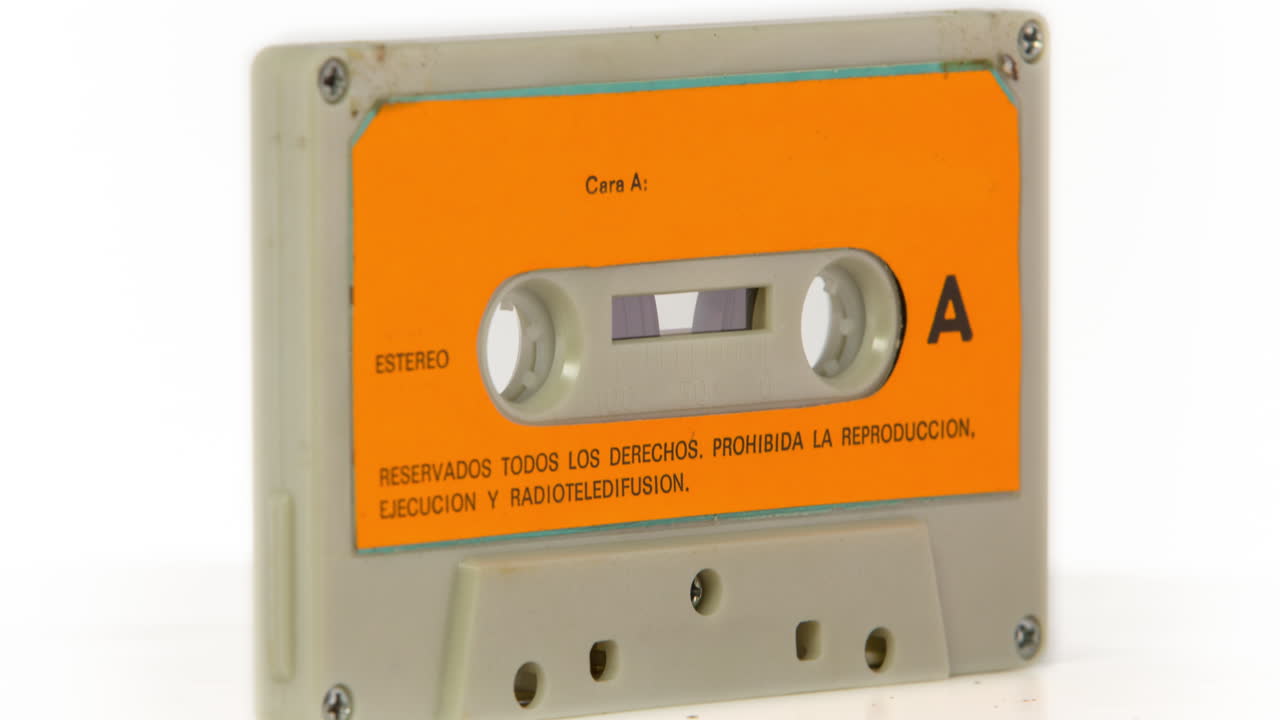 Cara A:
A
ESTEREO
RESERVADOS TODOS LOS DERECHOS. PROHIBIDA LA REPRODUCCION,
EJECUCION Y RADIOTELEDIFUSION.